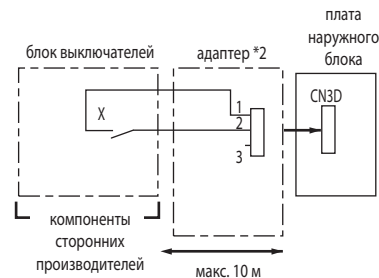 плата
наружного
блока
блок выключателей
адаптер *2
CN3D
X
1
2
3
компоненты
сторонних
производителей
макс. 10 м